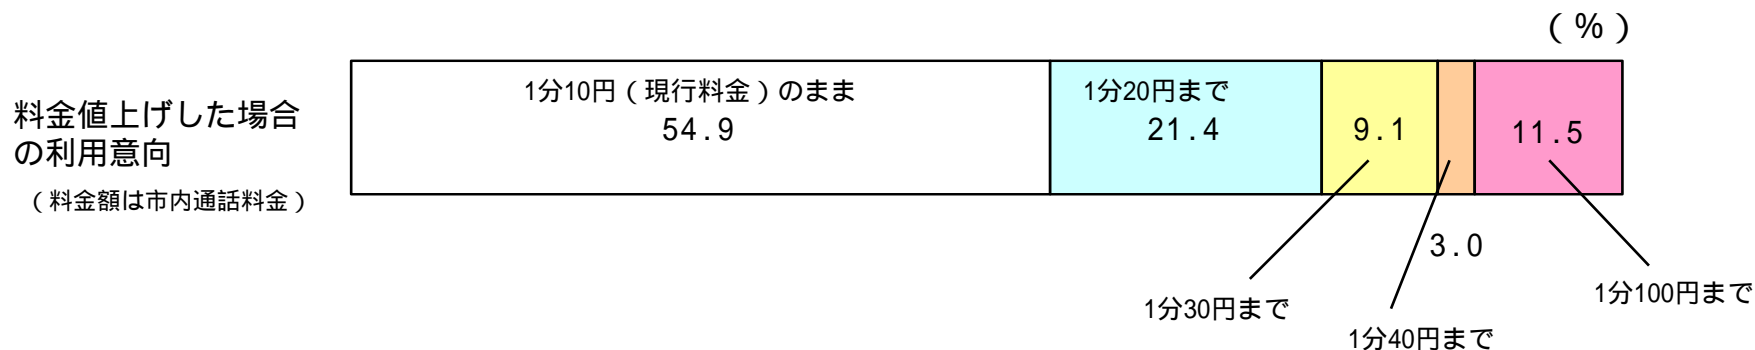 （％）
料金値上げした場合
の利用意向
（料金額は市内通話料金）
1分10円（現行料金）のまま
54.9
1分20円まで
21.4
9.1
11.5
3.0
1分30円まで
1分40円まで
1分100円まで